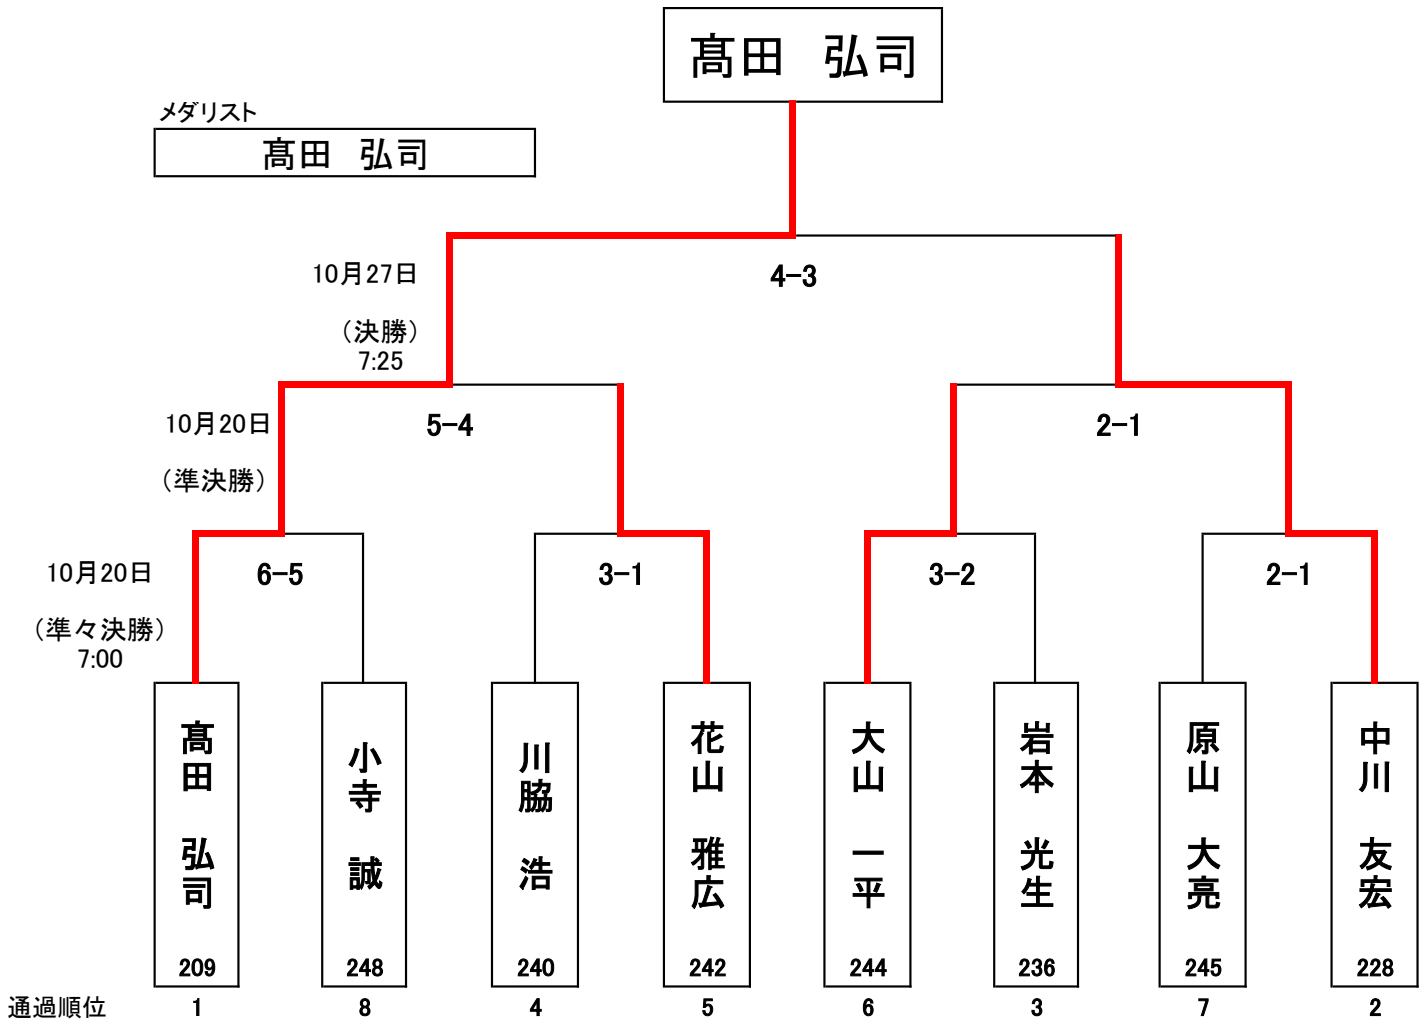 髙田　弘司
メダリスト
髙田　弘司
10月27日
4−3
（決勝）
7:25
10月20日
5−4
2−1
（準決勝）
10月20日
6−5
3−1
3−2
2−1
（準々決勝）
7:00
髙田　弘司
小寺　誠
川脇　浩
花山　雅広
大山　一平
岩本　光生
原山　大亮
中川　友宏
209 248 240 242 244 236 245 228
通過順位 1 8 4 5 6 3 7 2